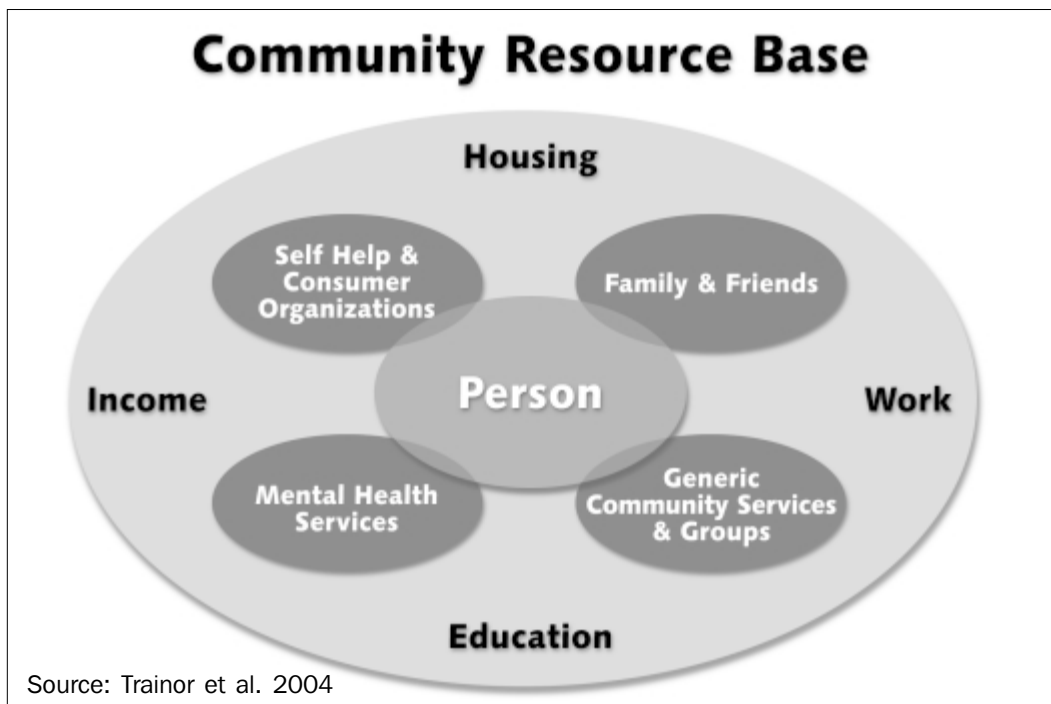 Community Resource Base
Housing
Self Help &
Consumer
Organizations
Family & Friends
Income
Person
Work
Mental Health
Services
Generic
Community Services
& Groups
Education
Source: Trainor et al. 2004